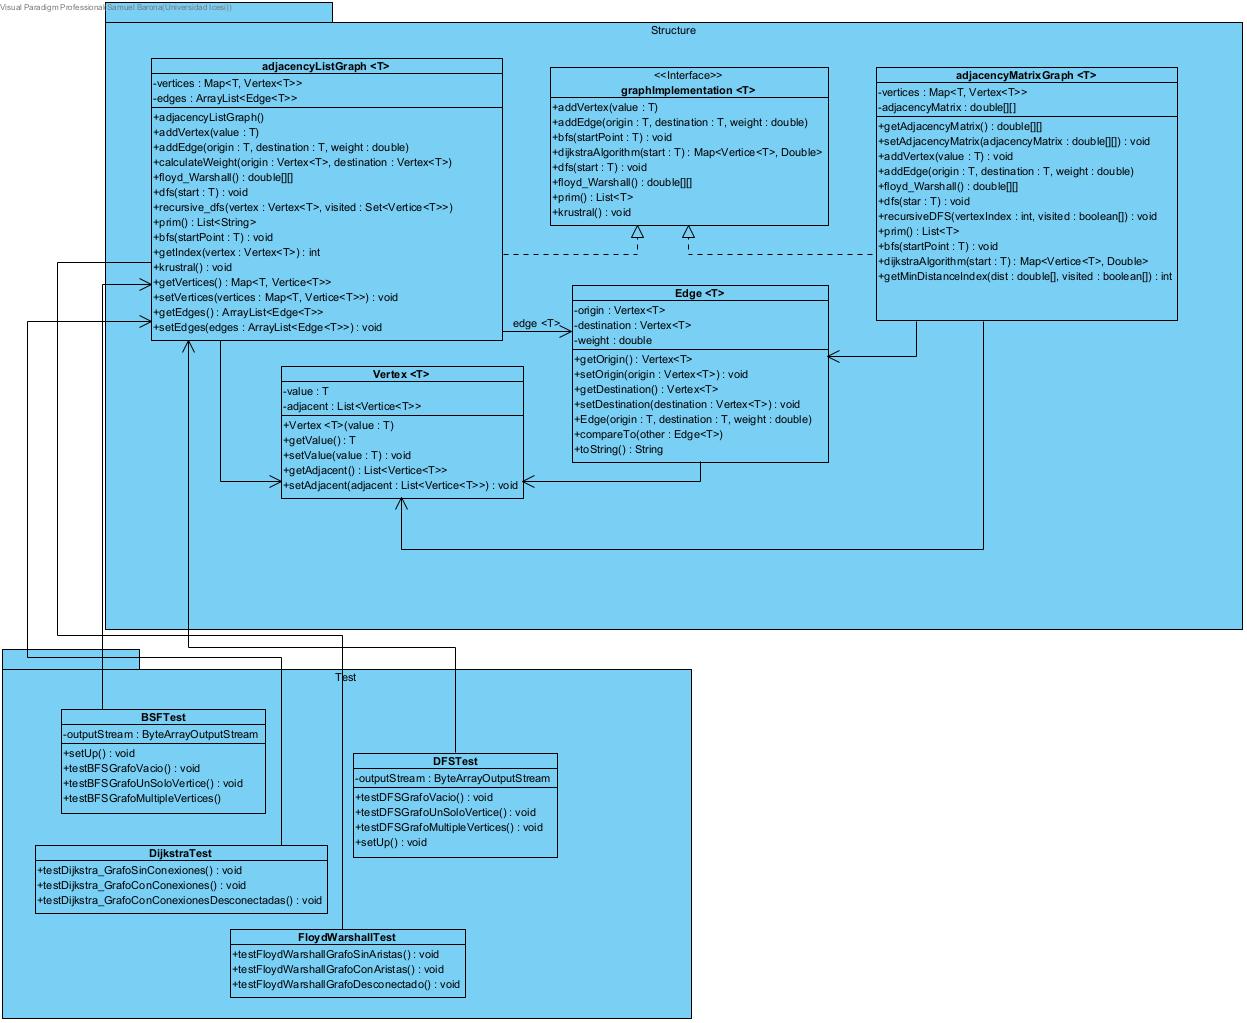 Visual Paradigm Professional(Samuel Barona(Universidad Icesi))
Structure
adjacencyListGraph <T>
-vertices : Map<T, Vertex<T>>
-edges : ArrayList<Edge<T>>
+adjacencyListGraph()
+addVertex(value : T)
+addEdge(origin : T, destination : T, weight : double)
+calculateWeight(origin : Vertex<T>, destination : Vertex<T>)
+floyd_Warshall() : double[][]
+dfs(start : T) : void
+recursive_dfs(vertex : Vertex<T>, visited : Set<Vertice<T>>)
+prim() : List<String>
+bfs(startPoint : T) : void
+getIndex(vertex : Vertex<T>) : int
+krustral() : void
+getVertices() : Map<T, Vertice<T>>
+setVertices(vertices : Map<T, Vertice<T>>) : void
+getEdges() : ArrayList<Edge<T>>
+setEdges(edges : ArrayList<Edge<T>>) : void
<<Interface>>
graphImplementation <T>
+addVertex(value : T)
+addEdge(origin : T, destination : T, weight : double)
+bfs(startPoint : T) : void
+dijkstraAlgorithm(start : T) : Map<Vertice<T>, Double>
+dfs(start : T) : void
+floyd_Warshall() : double[][]
+prim() : List<T>
+krustral() : void
adjacencyMatrixGraph <T>
-vertices : Map<T, Vertex<T>>
-adjacencyMatrix : double[][]
+getAdjacencyMatrix() : double[][]
+setAdjacencyMatrix(adjacencyMatrix : double[][]) : void
+addVertex(value : T) : void
+addEdge(origin : T, destination : T, weight : double)
+floyd_Warshall() : double[][]
+dfs(star : T) : void
+recursiveDFS(vertexIndex : int, visited : boolean[]) : void
+prim() : List<T>
+bfs(startPoint : T) : void
+dijkstraAlgorithm(start : T) : Map<Vertice<T>, Double>
+getMinDistanceIndex(dist : double[], visited : boolean[]) : int
edge <T>
Edge <T>
-origin : Vertex<T>
-destination : Vertex<T>
-weight : double
+getOrigin() : Vertex<T>
+setOrigin(origin : Vertex<T>) : void
+getDestination() : Vertex<T>
+setDestination(destination : Vertex<T>) : void
+Edge(origin : T, destination : T, weight : double)
+compareTo(other : Edge<T>)
+toString() : String
Vertex <T>
-value : T
-adjacent : List<Vertice<T>>
+Vertex <T>(value : T)
+getValue() : T
+setValue(value : T) : void
+getAdjacent() : List<Vertice<T>>
+setAdjacent(adjacent : List<Vertice<T>>) : void
Test
BSFTest
-outputStream : ByteArrayOutputStream
+setUp() : void
+testBFSGrafoVacio() : void
+testBFSGrafoUnSoloVertice() : void
+testBFSGrafoMultipleVertices()
DFSTest
-outputStream : ByteArrayOutputStream
+testDFSGrafoVacio() : void
+testDFSGrafoUnSoloVertice() : void
+testDFSGrafoMultipleVertices() : void
+setUp() : void
DijkstraTest
+testDijkstra_GrafoSinConexiones() : void
+testDijkstra_GrafoConConexiones() : void
+testDijkstra_GrafoConConexionesDesconectadas() : void
FloydWarshallTest
+testFloydWarshallGrafoSinAristas() : void
+testFloydWarshallGrafoConAristas() : void
+testFloydWarshallGrafoDesconectado() : void